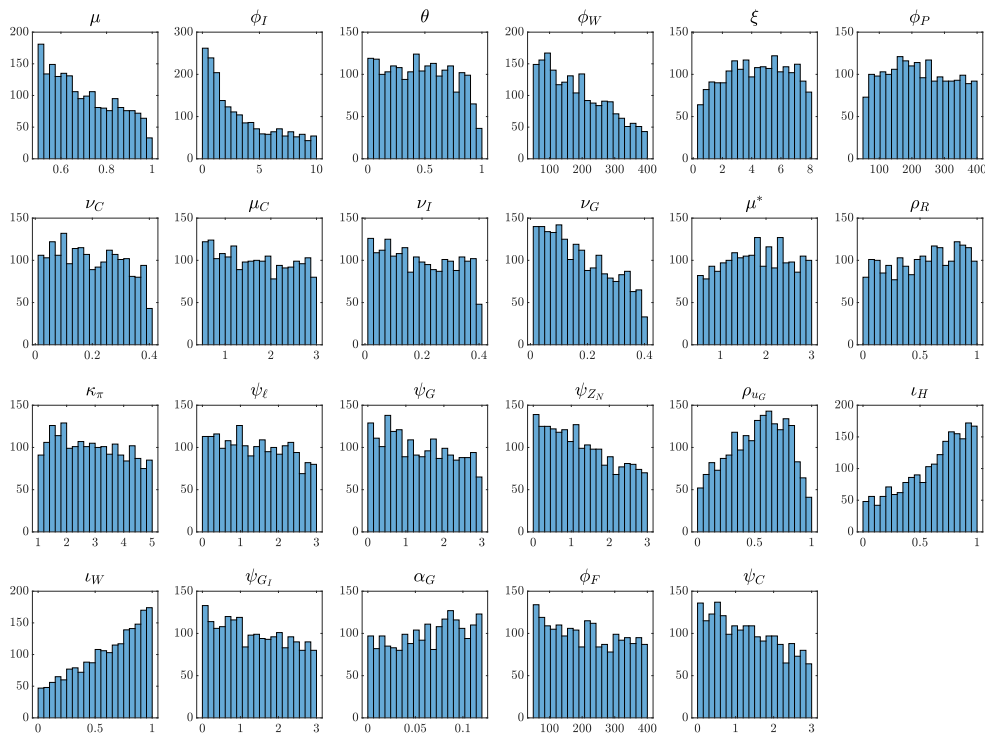 μ ϕ_I θ ϕ_W ξ ϕ_P
200 300 150 150 150 150
150 200 100 100 100 100
100 100 50 50 50 50
50
0 0 0 0 0 0
0.6 0.8 1 0 5 10 0 0.5 1 100 200 300 400 2 4 6 8 100 200 300 400
ν_C μ_C ν_I ν_G μ* ρ_R
150 150 150 150 150 150
100 100 100 100 100 100
50 50 50 50 50 50
0 0 0 0 0 0
0 0.2 0.4 1 2 3 0 0.2 0.4 0 0.2 0.4 1 2 3 0 0.5 1
κ_π ψ_ℓ ψ_G ψ_{Z_N} ρ_{u_G} ι_H
150 150 150 150 150 200
100 100 100 100 100 150
50 50 50 50 50 100
50
0 0 0 0 0 0
1 2 3 4 5 0 1 2 3 0 1 2 3 0 1 2 3 0 0.5 1 0 0.5 1
ι_W ψ_{G_I} α_G ϕ_F ψ_C
200 150 150 150 150
150 100 100 100 100
100 50 50 50 50
50
0 0 0 0 0
0 0.5 1 0 1 2 3 0 0.05 0.1 100 200 300 400 0 1 2 3